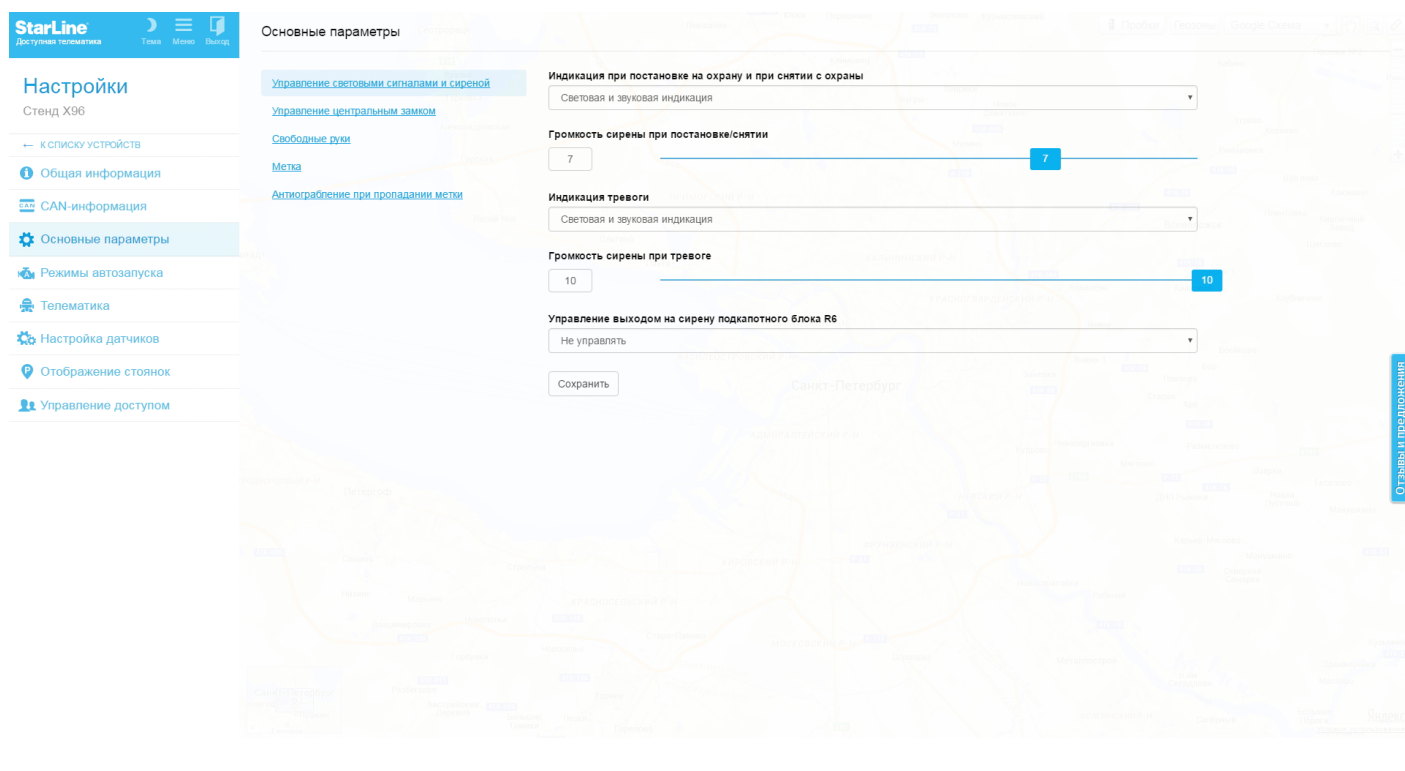 StarLine
Доступная телематика
Тема Меню Выход
Основные параметры
Настройки
Стенд X96
← К СПИСКУ УСТРОЙСТВ
Общая информация
CAN-информация
Основные параметры
Режимы автозапуска
Телематика
Настройка датчиков
Отображение стоянок
Управление доступом
Управление световыми сигналами и сиреной
Управление центральным замком
Свободные руки
Метка
Антиограбление при пропадании метки
Индикация при постановке на охрану и при снятии с охраны
Световая и звуковая индикация
Громкость сирены при постановке/снятии
7
7
Индикация тревоги
Световая и звуковая индикация
Громкость сирены при тревоге
10
10
Управление выходом на сирену подкапотного блока R6
Не управлять
Сохранить
Санкт-Петербург
Отзывы и предложения